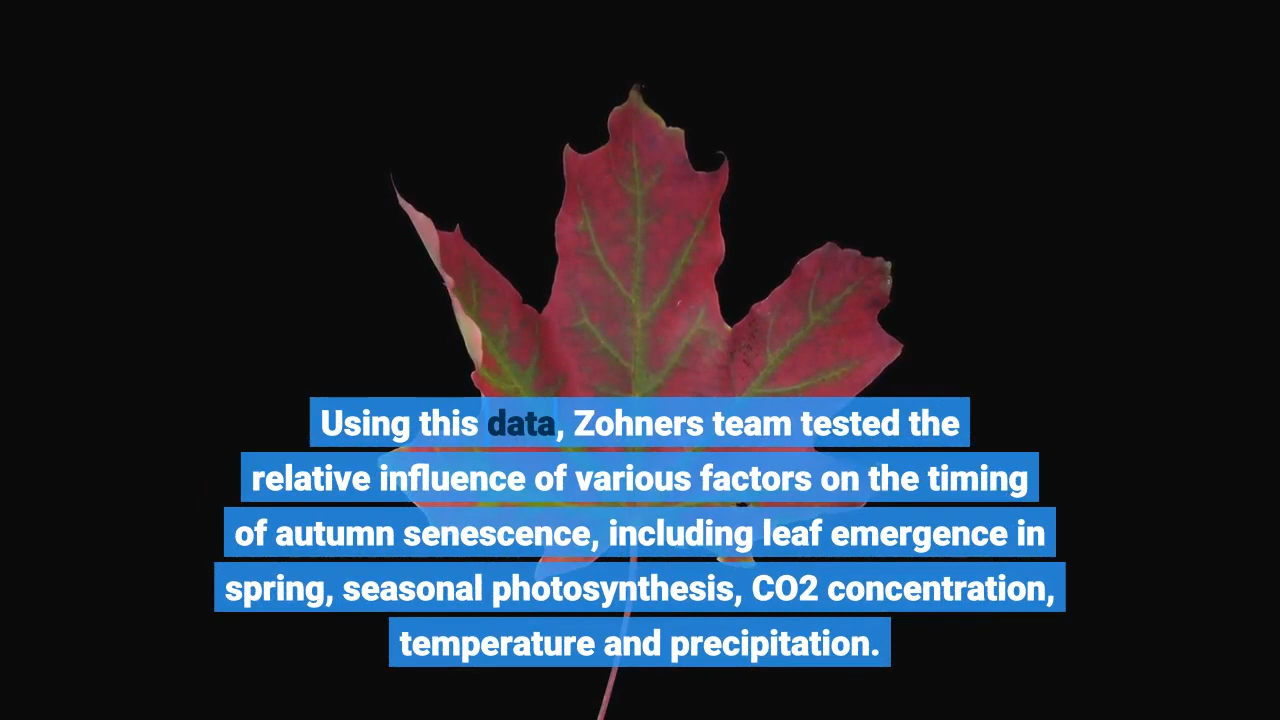 Using this data, Zohners team tested the
relative influence of various factors on the timing
of autumn senescence, including leaf emergence in
spring, seasonal photosynthesis, CO2 concentration,
temperature and precipitation.